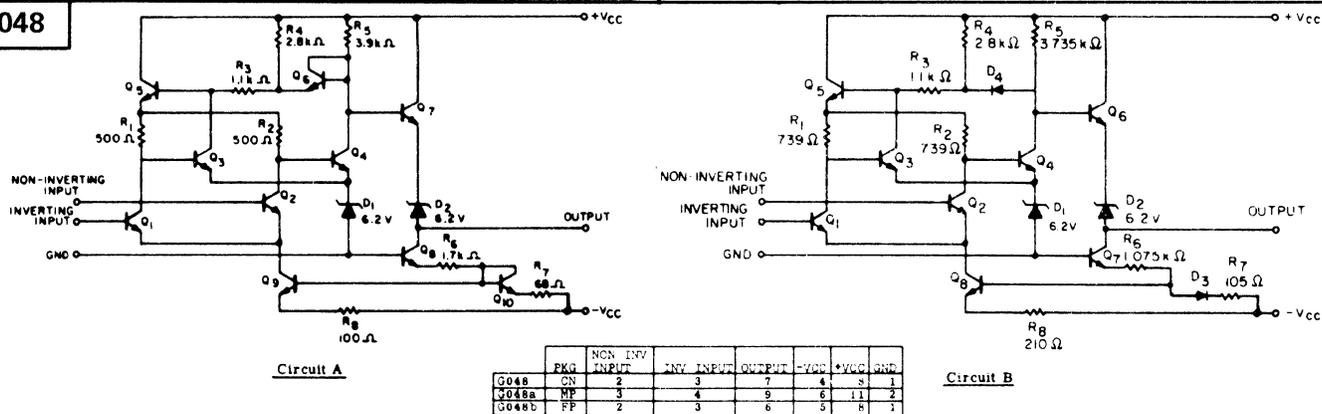 048
+VCC
R4
2.8kΩ
R5
3.9kΩ
R3
1.1kΩ
Q6
Q5
Q7
R1
500Ω
R2
500Ω
Q3
Q4
NON-INVERTING
INPUT
INVERTING
INPUT
Q1
Q2
D1
6.2V
D2
6.2V
OUTPUT
GND
Q8
R6
1.7kΩ
R7
68Ω
Q9
Q10
R8
100Ω
-VCC
Circuit A
+VCC
R4
2.8kΩ
R5
3.735kΩ
R3
1.1kΩ
D4
Q5
Q6
R1
739Ω
R2
739Ω
Q3
Q4
NON-INVERTING
INPUT
INVERTING
INPUT
Q1
Q2
D1
6.2V
D2
6.2V
OUTPUT
GND
Q7
R6
1.075kΩ
R7
105Ω
D3
Q8
R8
210Ω
-VCC
Circuit B
PKG NON INV INPUT INV INPUT OUTPUT -VCC +VCC GND
G048 CN 2 3 7 4 8 1
G048a MP 3 4 9 6 11 2
G048b FP 2 3 6 5 8 1